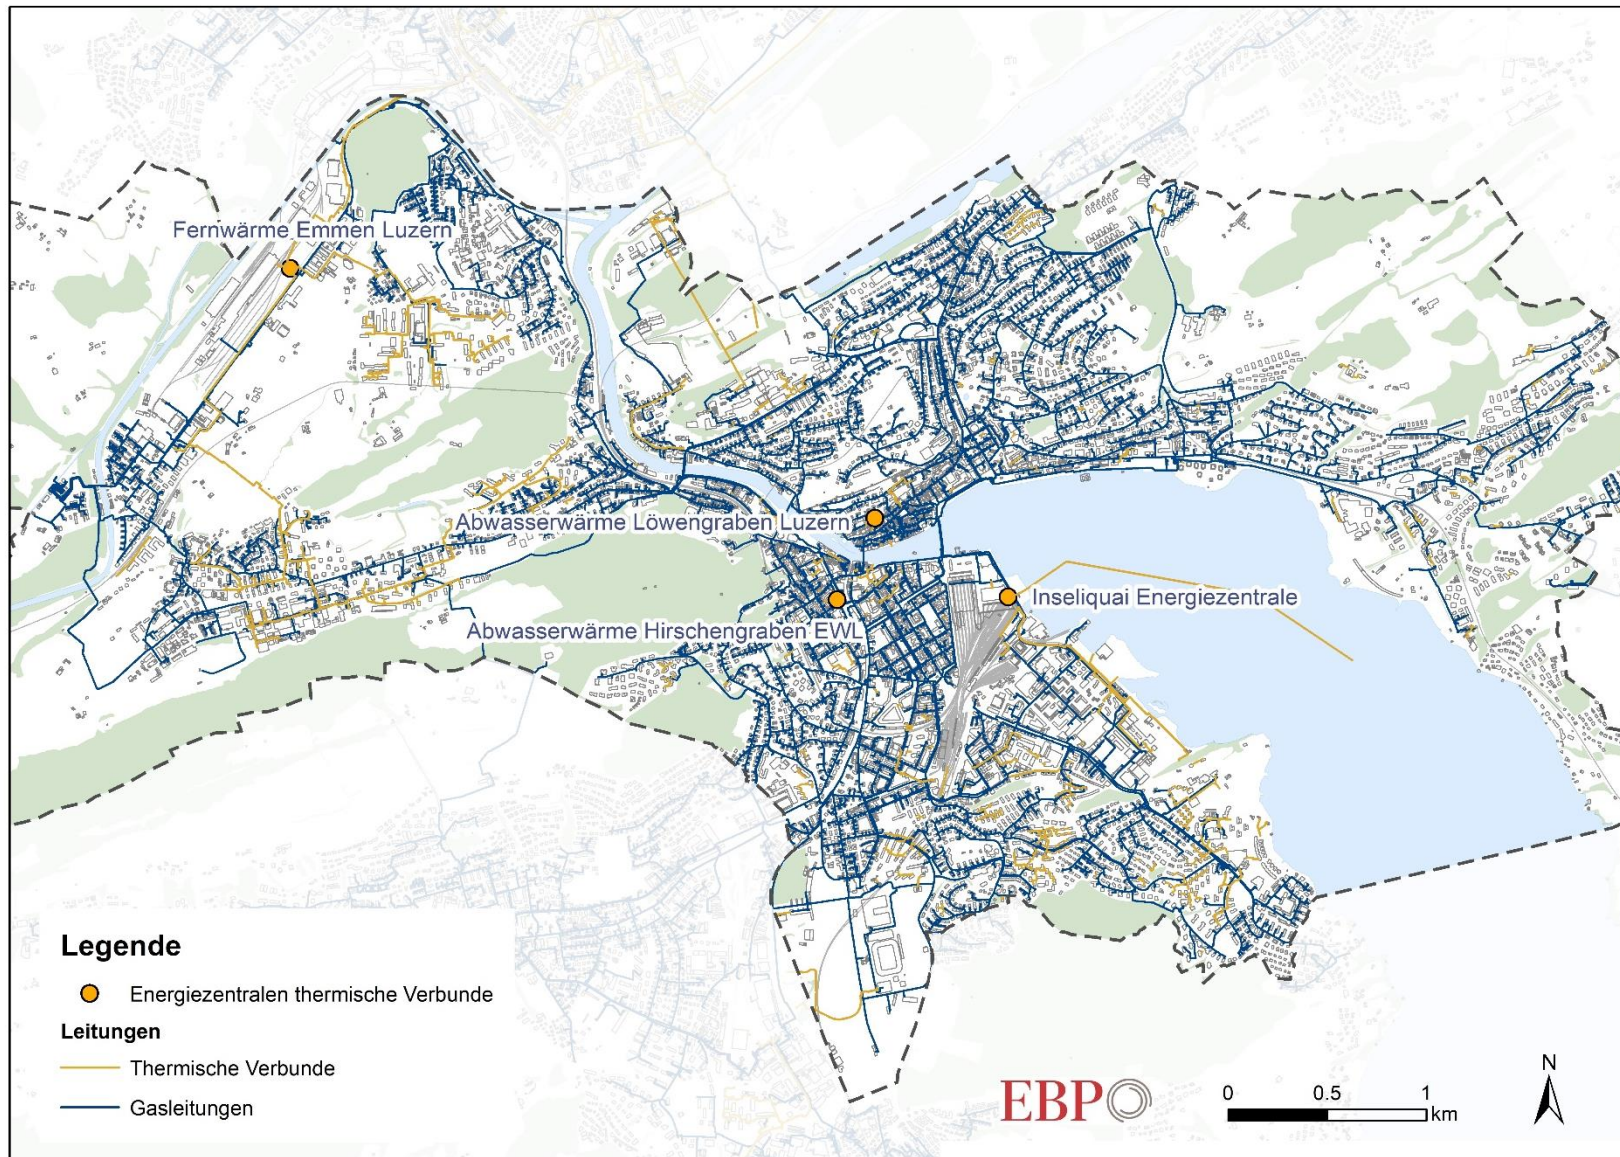 Fernwärme Emmen Luzern
Abwasserwärme Löwengraben Luzern
Inseliquai Energiezentrale
Abwasserwärme Hirschengraben EWL
Legende
Energiezentralen thermische Verbunde
Leitungen
Thermische Verbunde
Gasleitungen
EBP
0 0.5 1
km
N